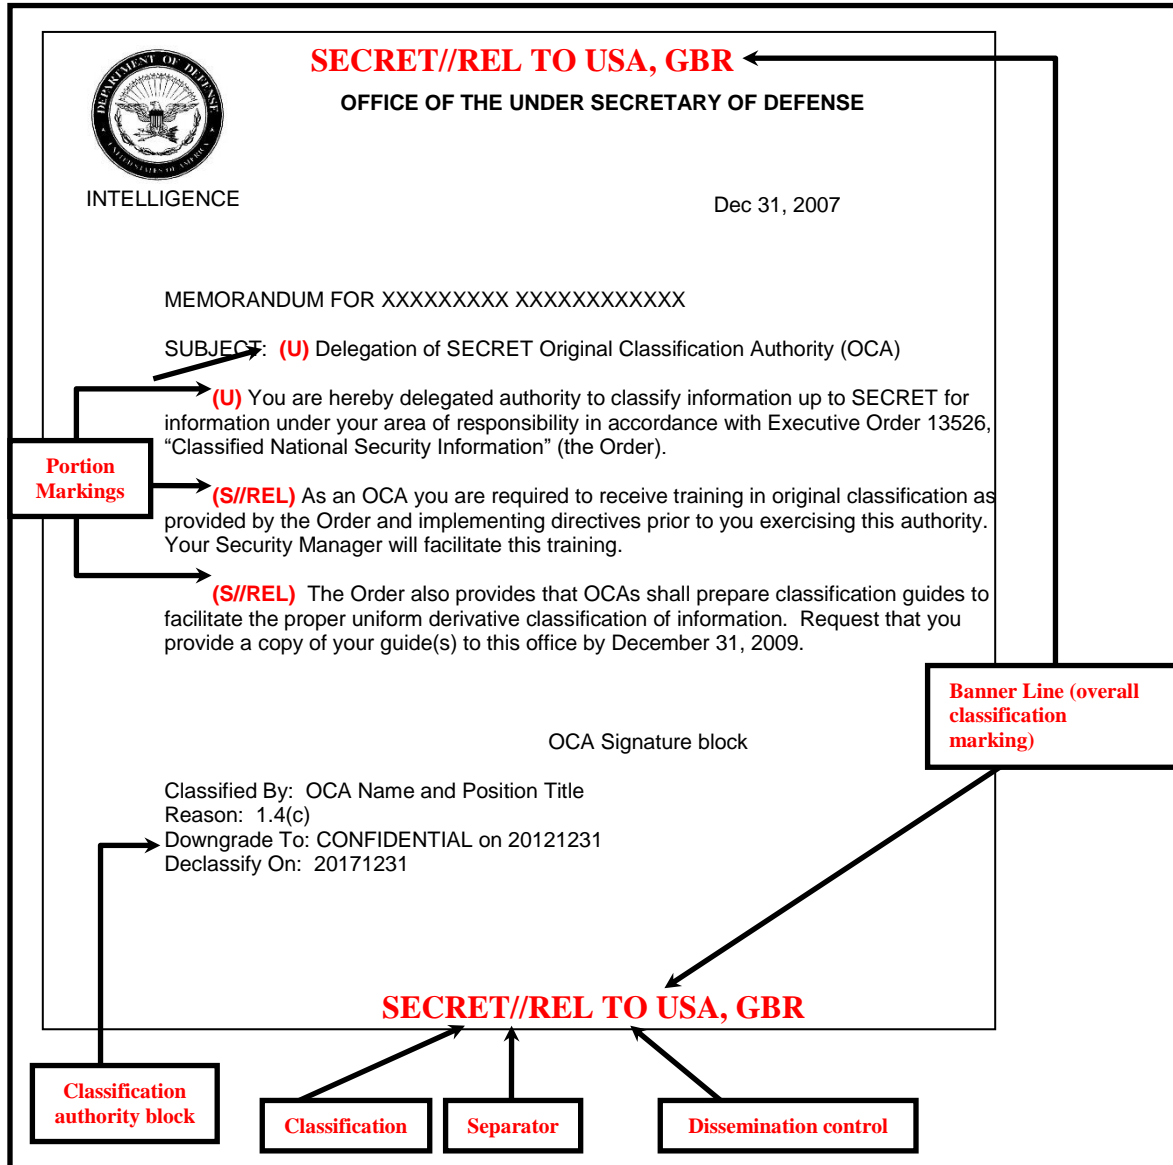 SECRET//REL TO USA, GBR
OFFICE OF THE UNDER SECRETARY OF DEFENSE
DEPARTMENT OF DEFENSE
UNITED STATES OF AMERICA
INTELLIGENCE
Dec 31, 2007
MEMORANDUM FOR XXXXXXXXX XXXXXXXXXXXX
SUBJECT: (U) Delegation of SECRET Original Classification Authority (OCA)
(U) You are hereby delegated authority to classify information up to SECRET for
information under your area of responsibility in accordance with Executive Order 13526,
“Classified National Security Information” (the Order).
Portion
Markings
(S//REL) As an OCA you are required to receive training in original classification as
provided by the Order and implementing directives prior to you exercising this authority.
Your Security Manager will facilitate this training.
(S//REL) The Order also provides that OCAs shall prepare classification guides to
facilitate the proper uniform derivative classification of information. Request that you
provide a copy of your guide(s) to this office by December 31, 2009.
Banner Line (overall
classification
marking)
OCA Signature block
Classified By: OCA Name and Position Title
Reason: 1.4(c)
Downgrade To: CONFIDENTIAL on 20121231
Declassify On: 20171231
SECRET//REL TO USA, GBR
Classification
authority block
Classification
Separator
Dissemination control